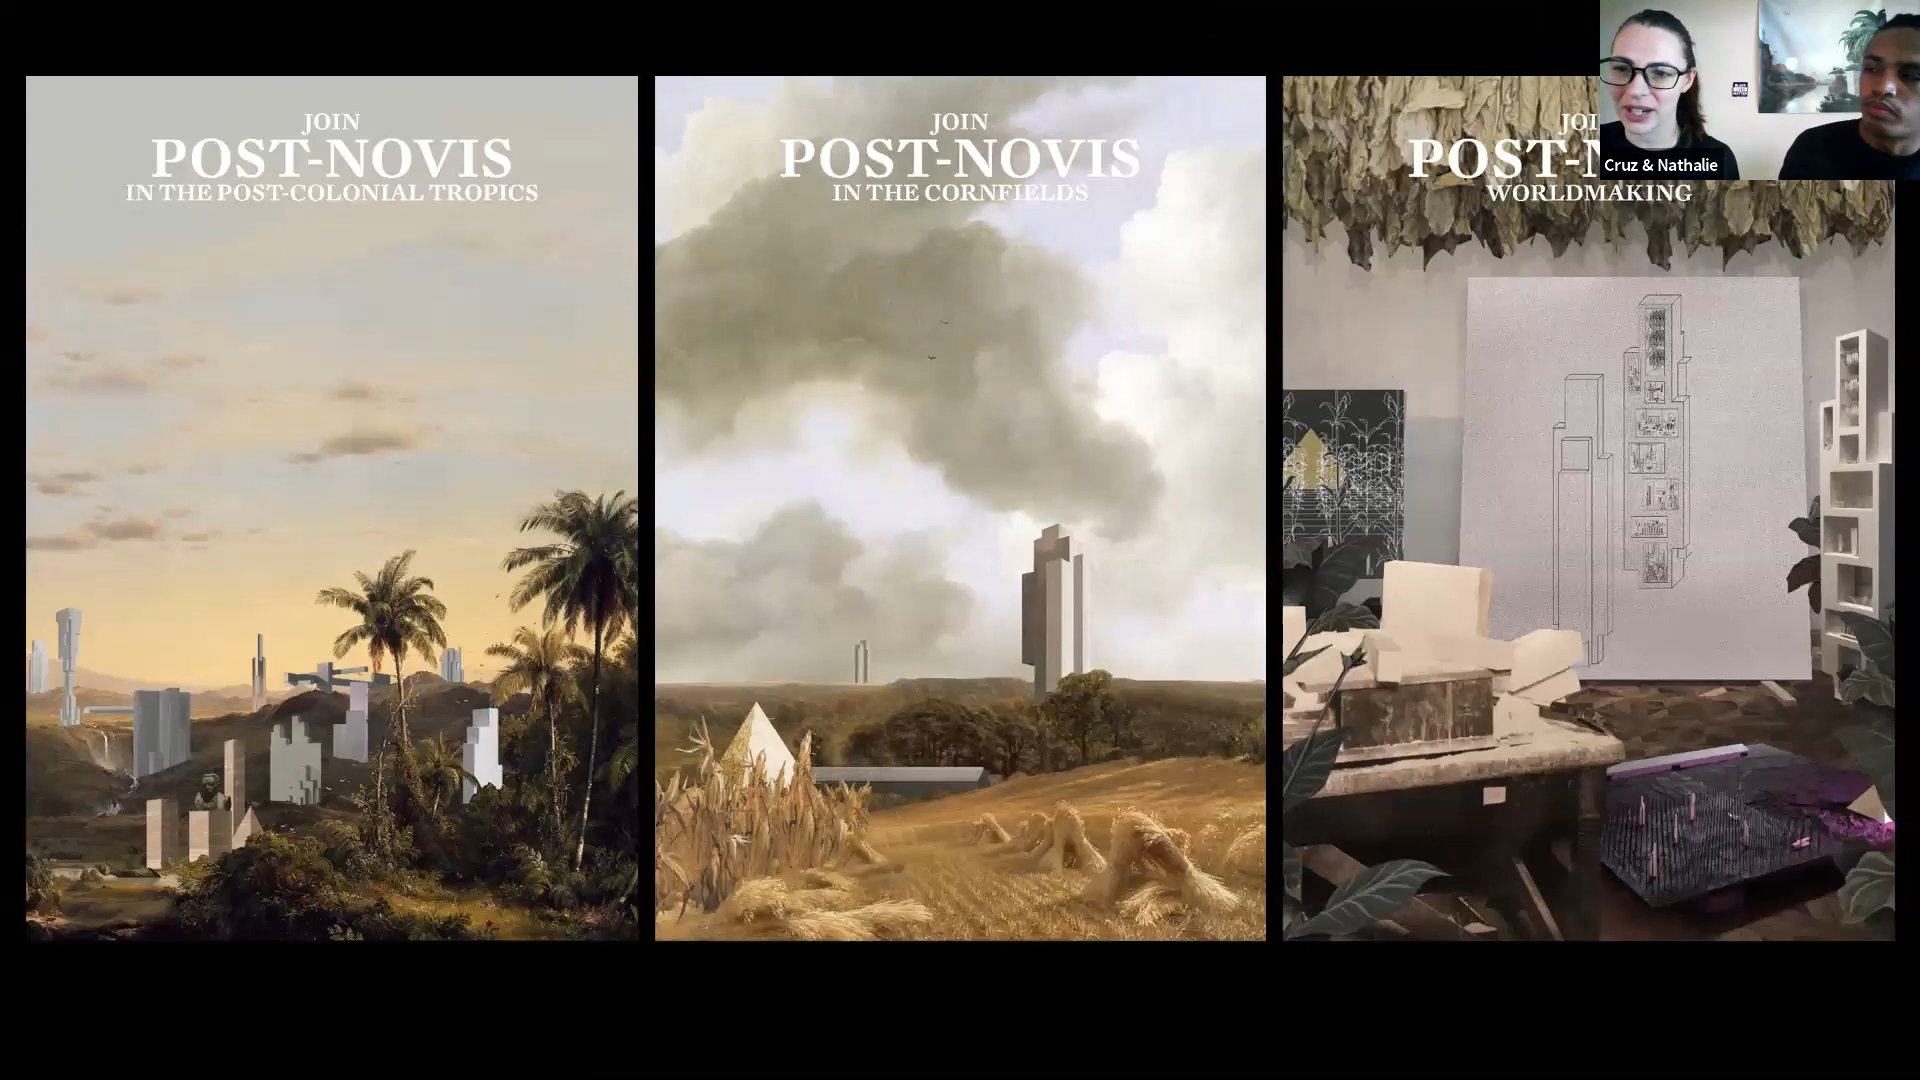 JOIN
POST-NOVIS
IN THE POST-COLONIAL TROPICS
JOIN
POST-NOVIS
IN THE CORNFIELDS
WORLDMAKING
Cruz & Nathalie